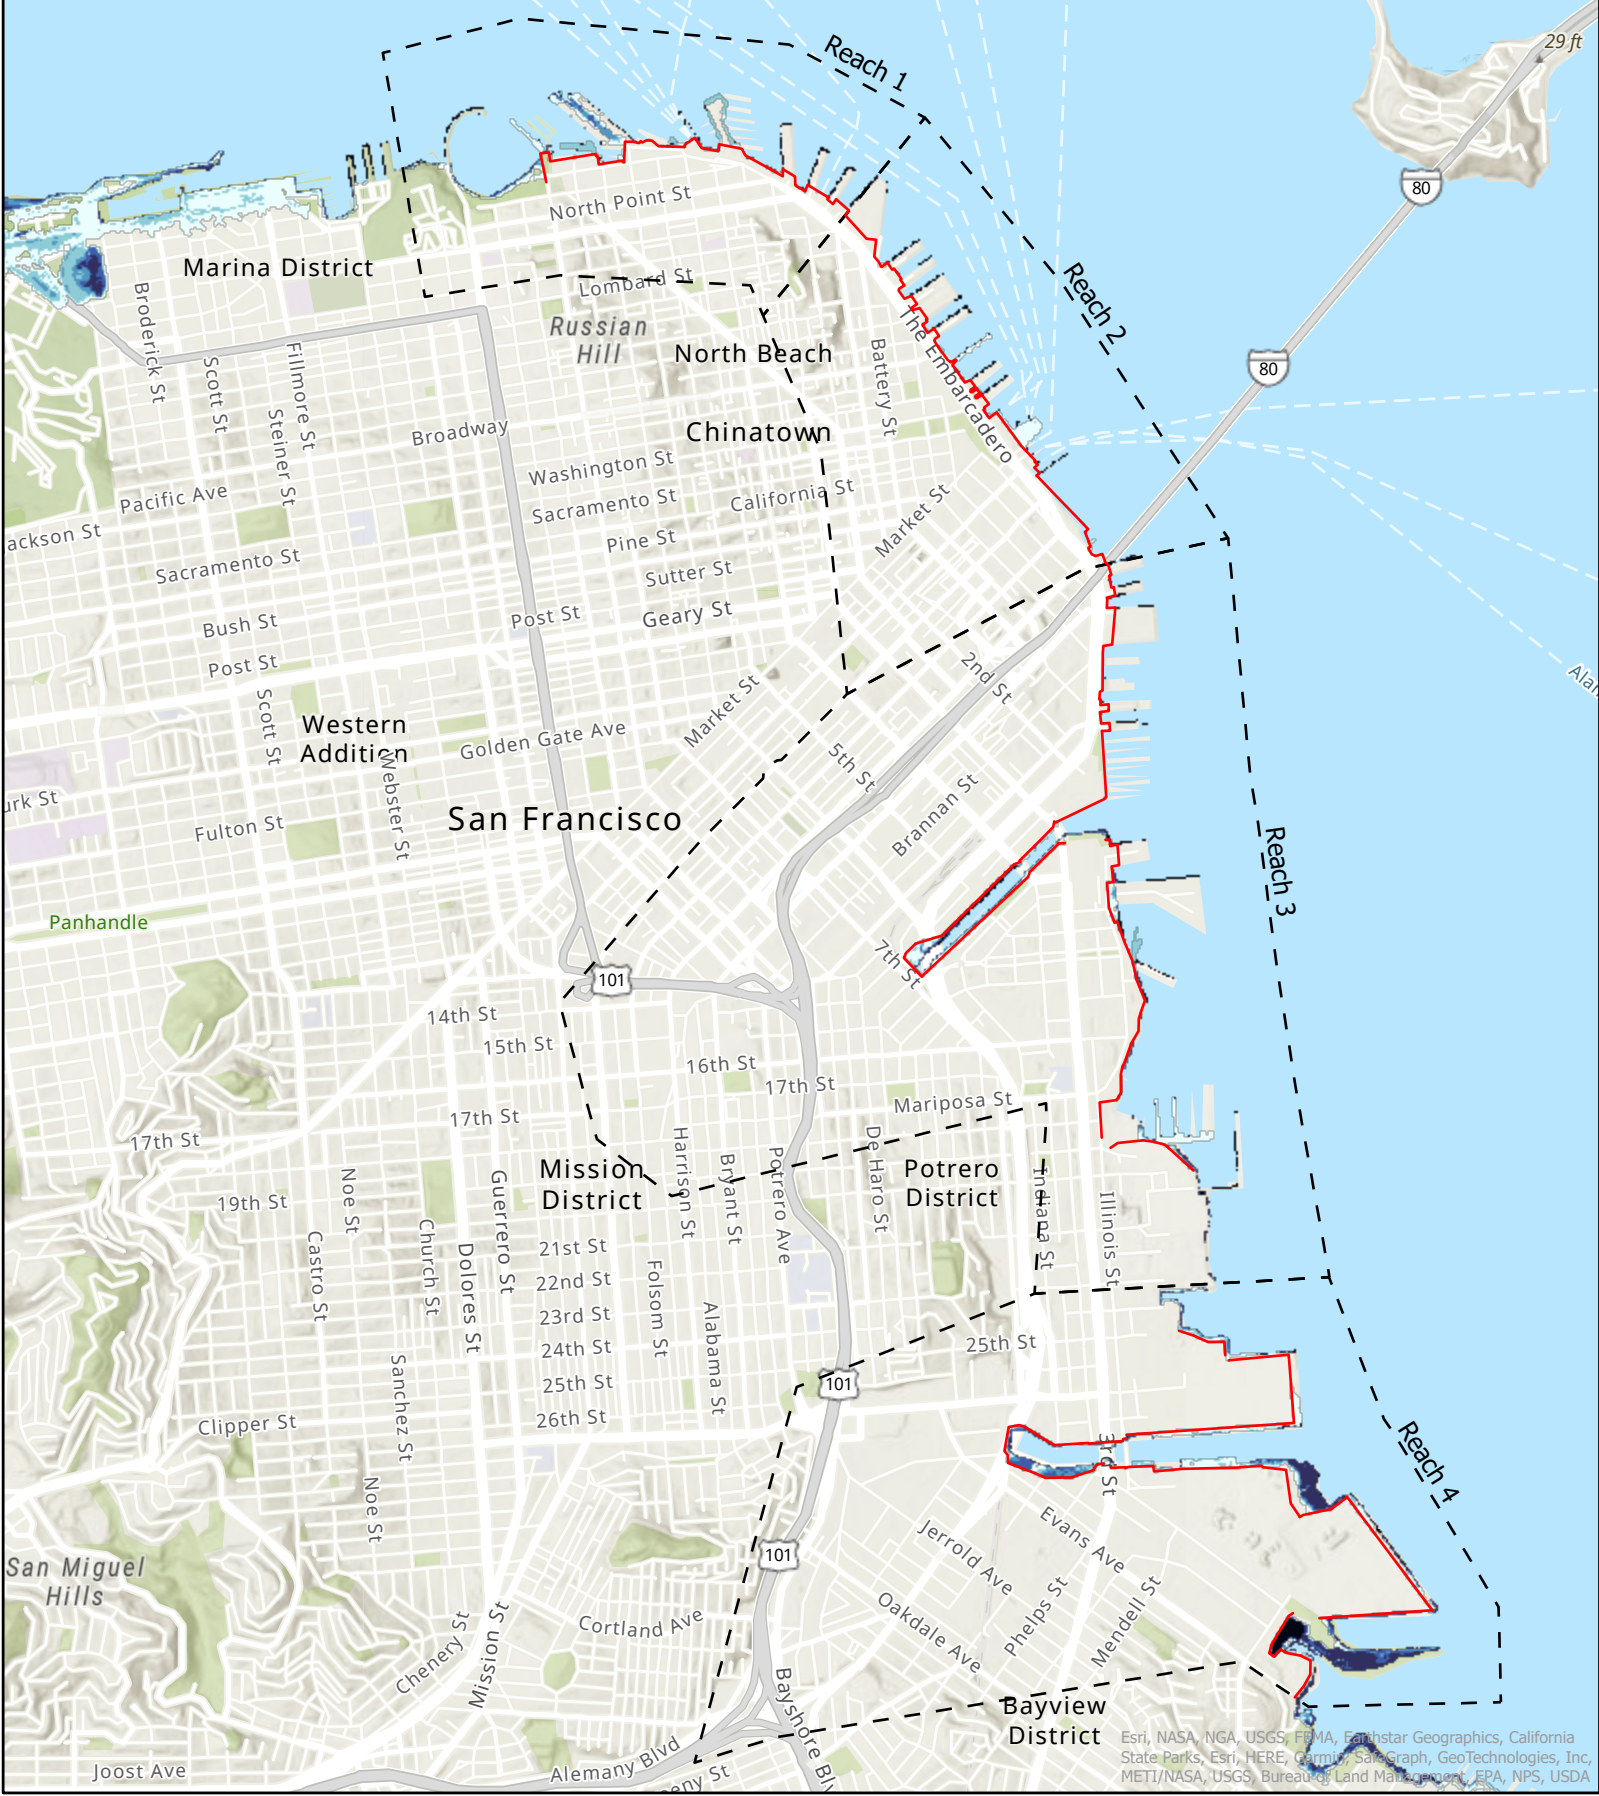 29 ft
Reach 1
80
North Point St
Marina District
Lombard St
Reach 2
Broderick St
Russian
Hill
Scott St
Fillmore St
North Beach
Battery St
The Embarcadero
80
Steiner St
Broadway
Chinatown
Washington St
Pacific Ave
Sacramento St
California St
Market St
ackson St
Pine St
Sacramento St
Sutter St
Bush St
Post St
Geary St
Post St
2nd St
Alan
Scott St
Western
Addition
Market St
Golden Gate Ave
5th St
Webster St
urk St
San Francisco
Fulton St
Brannan St
Reach 3
Panhandle
7th St
101
14th St
15th St
16th St
17th St
17th St
Mariposa St
17th St
Harrison St
Bryant St
Potrero Ave
De Haro St
Mission
District
Potrero
District
Indiana St
Illinois St
19th St
Noe St
Guerrero St
Castro St
Church St
Dolores St
21st St
22nd St
23rd St
24th St
25th St
26th St
Folsom St
Alabama St
25th St
101
Sanchez St
Clipper St
Reach 4
3rd St
Noe St
Evans Ave
Jerrold Ave
101
San Miguel
Hills
Phelps St
Mendell St
Oakdale Ave
Cortland Ave
Chenery St
Mission St
Bayshore Blv
Bayview
District
Alemany Blvd
Joost Ave
eny St
Esri, NASA, NGA, USGS, FEMA, Earthstar Geographics, California
State Parks, Esri, HERE, Garmin, SafeGraph, GeoTechnologies, Inc,
METI/NASA, USGS, Bureau of Land Management, EPA, NPS, USDA